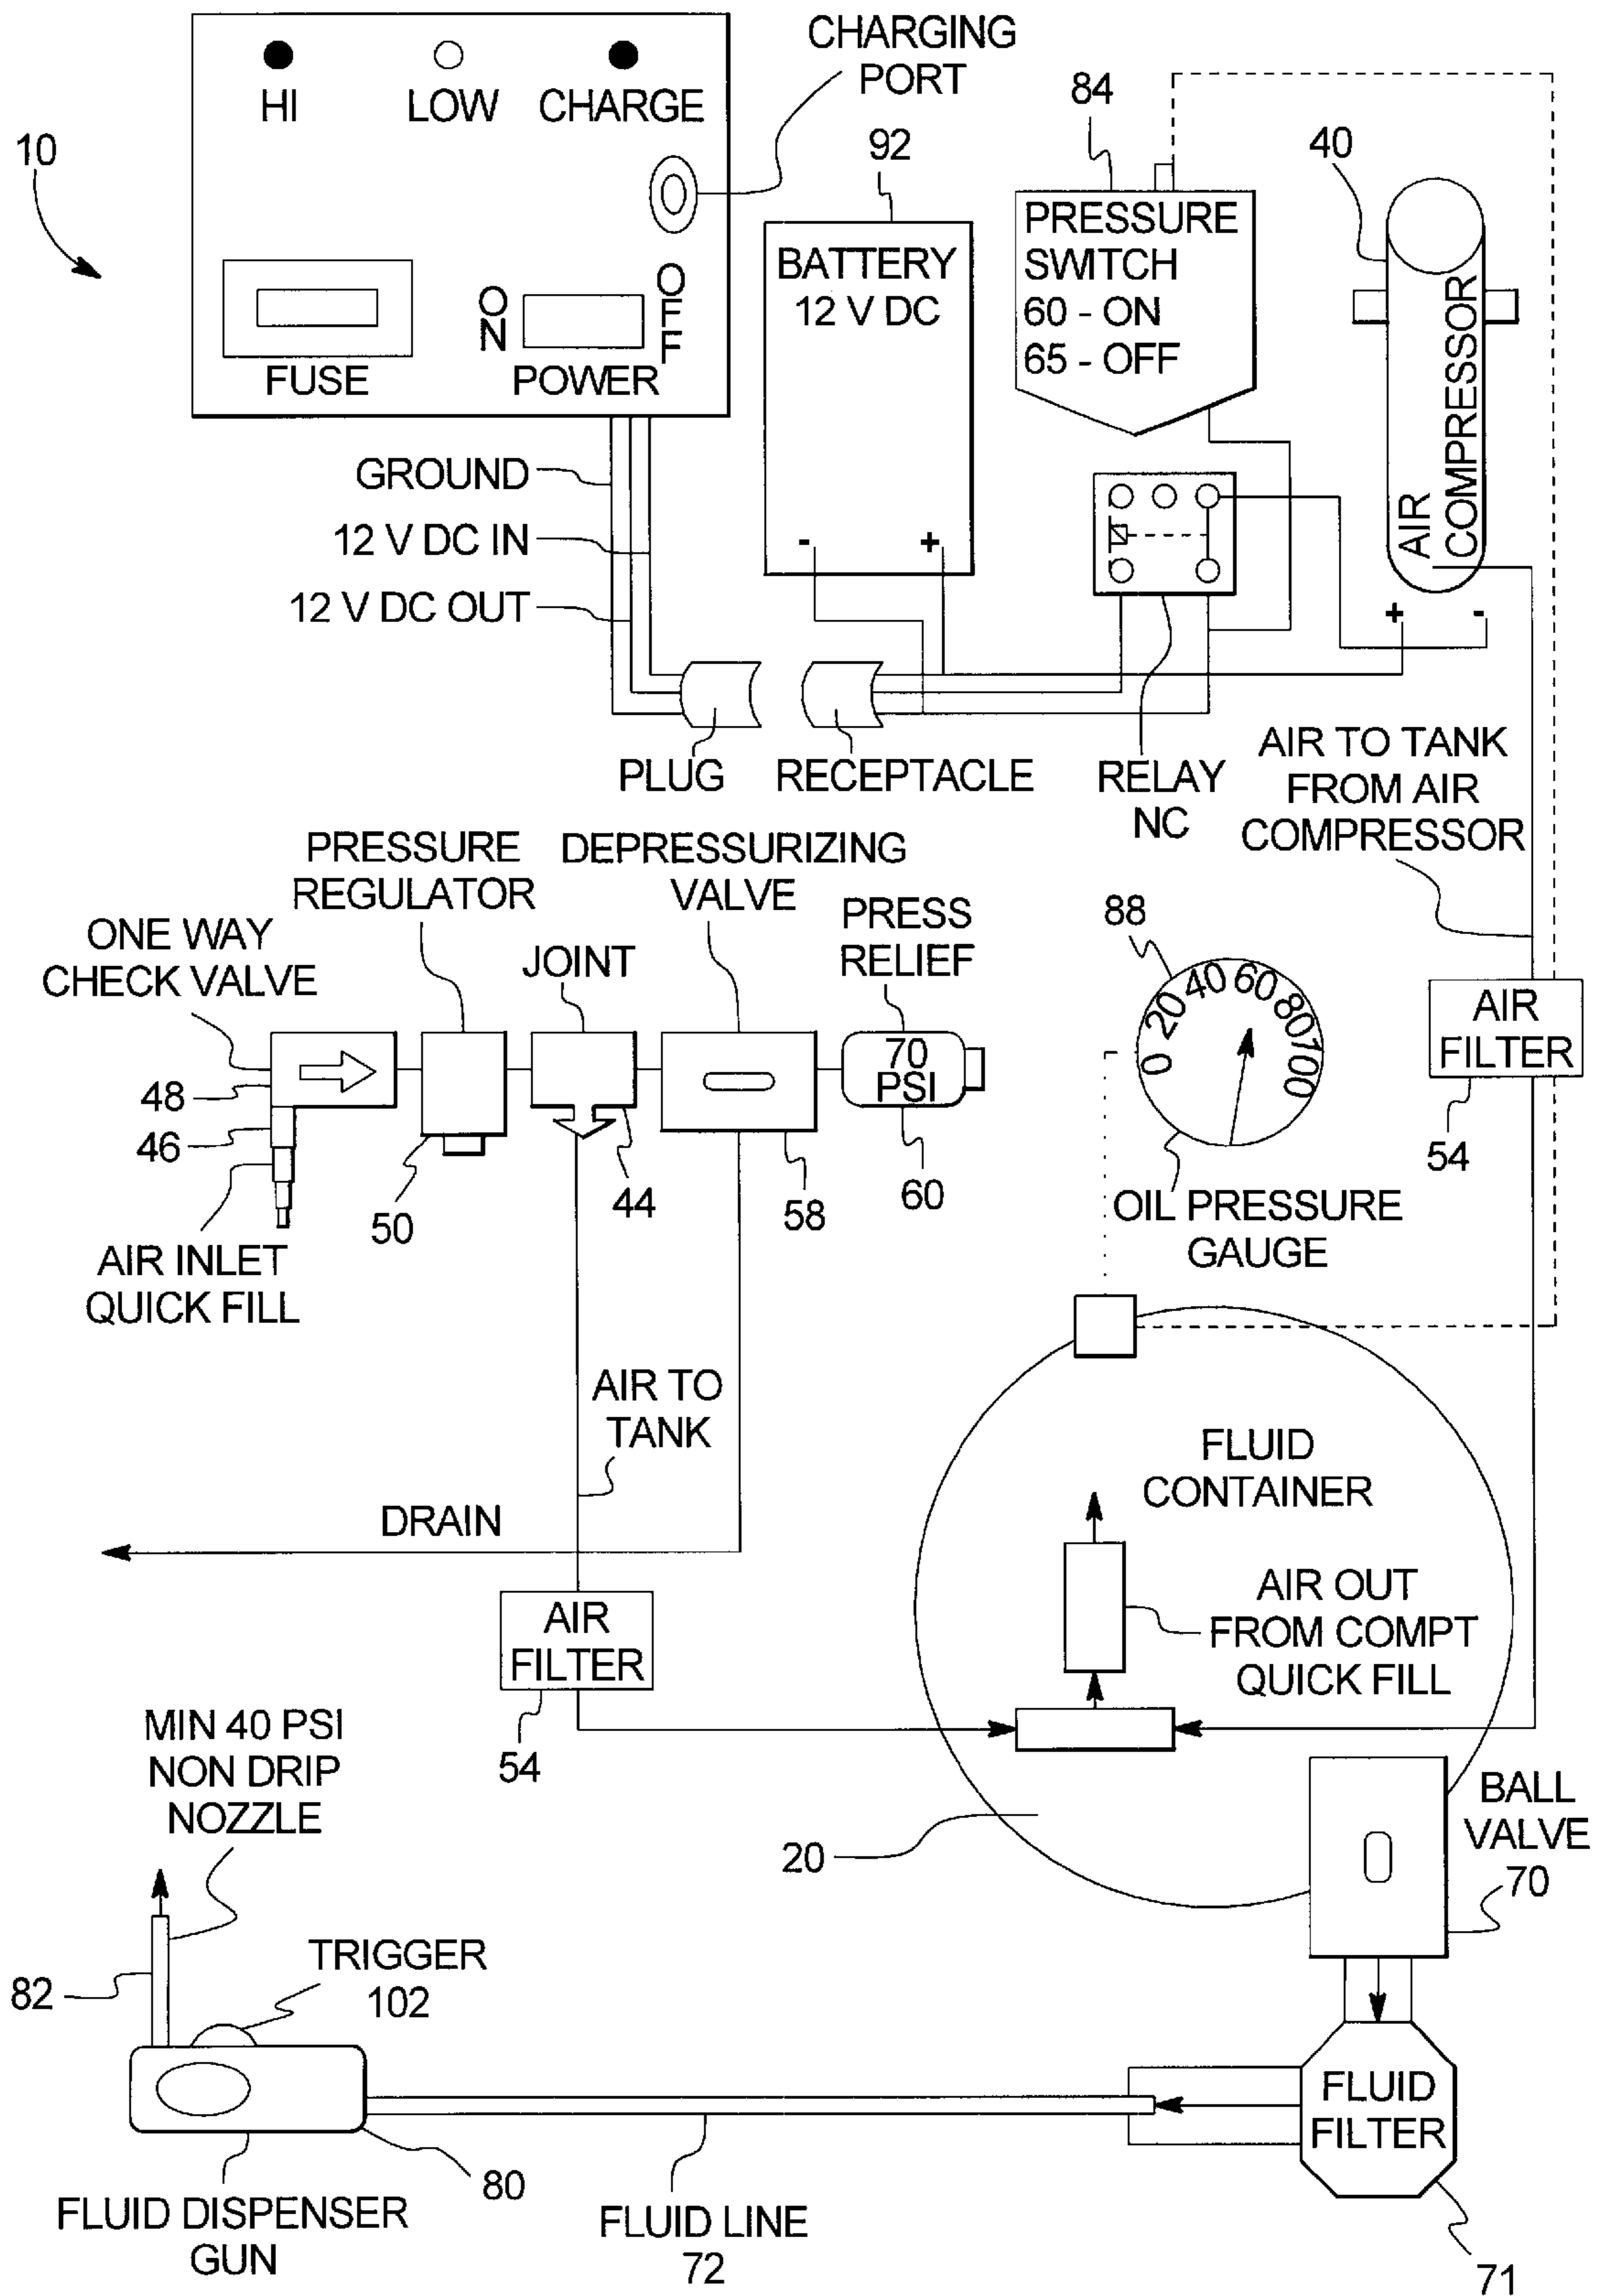 10
HI
LOW
CHARGE
CHARGING
PORT
FUSE
ON
POWER
OFF
92
BATTERY
12 V DC
-
+
84
PRESSURE
SWITCH
60 - ON
65 - OFF
40
AIR
COMPRESSOR
+
-
GROUND
12 V DC IN
12 V DC OUT
PLUG
RECEPTACLE
RELAY
NC
AIR TO TANK
FROM AIR
COMPRESSOR
ONE WAY
CHECK VALVE
48
46
AIR INLET
QUICK FILL
PRESSURE
REGULATOR
50
JOINT
44
DEPRESSURIZING
VALVE
58
PRESS
RELIEF
70
PSI
60
88
0 20 40 60 80 100
OIL PRESSURE
GAUGE
AIR
FILTER
54
AIR TO
TANK
DRAIN
AIR
FILTER
54
FLUID
CONTAINER
AIR OUT
FROM COMPT
QUICK FILL
20
BALL
VALVE
70
MIN 40 PSI
NON DRIP
NOZZLE
82
TRIGGER
102
80
FLUID DISPENSER
GUN
FLUID LINE
72
FLUID
FILTER
71